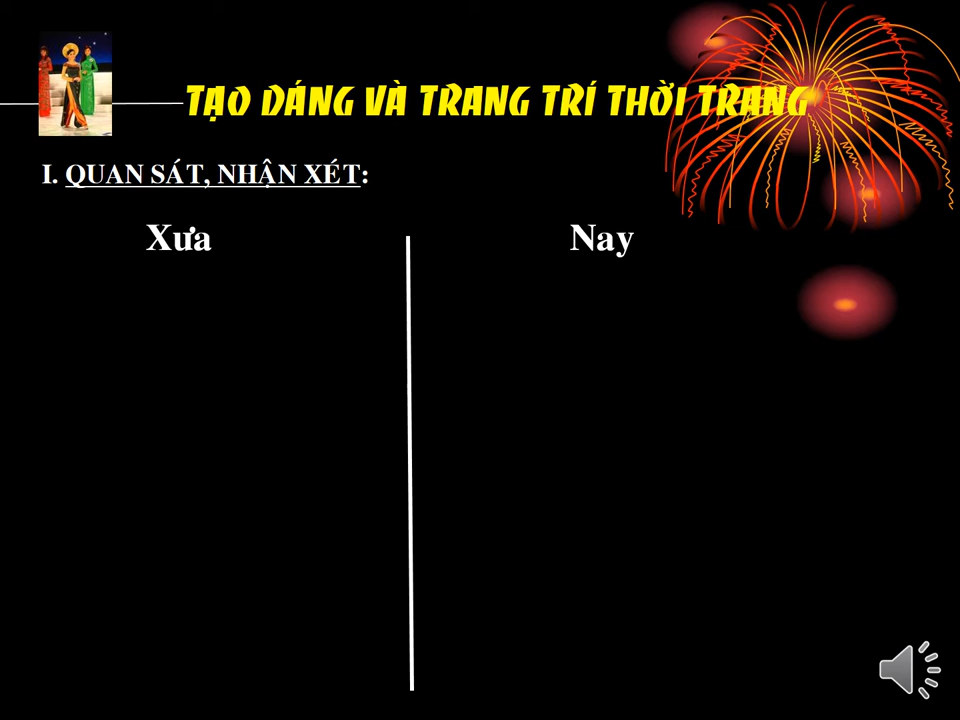 TẠO DÁNG VÀ TRANG TRÍ THỜI TRANG
I. QUAN SÁT, NHẬN XÉT:
Xưa
Nay